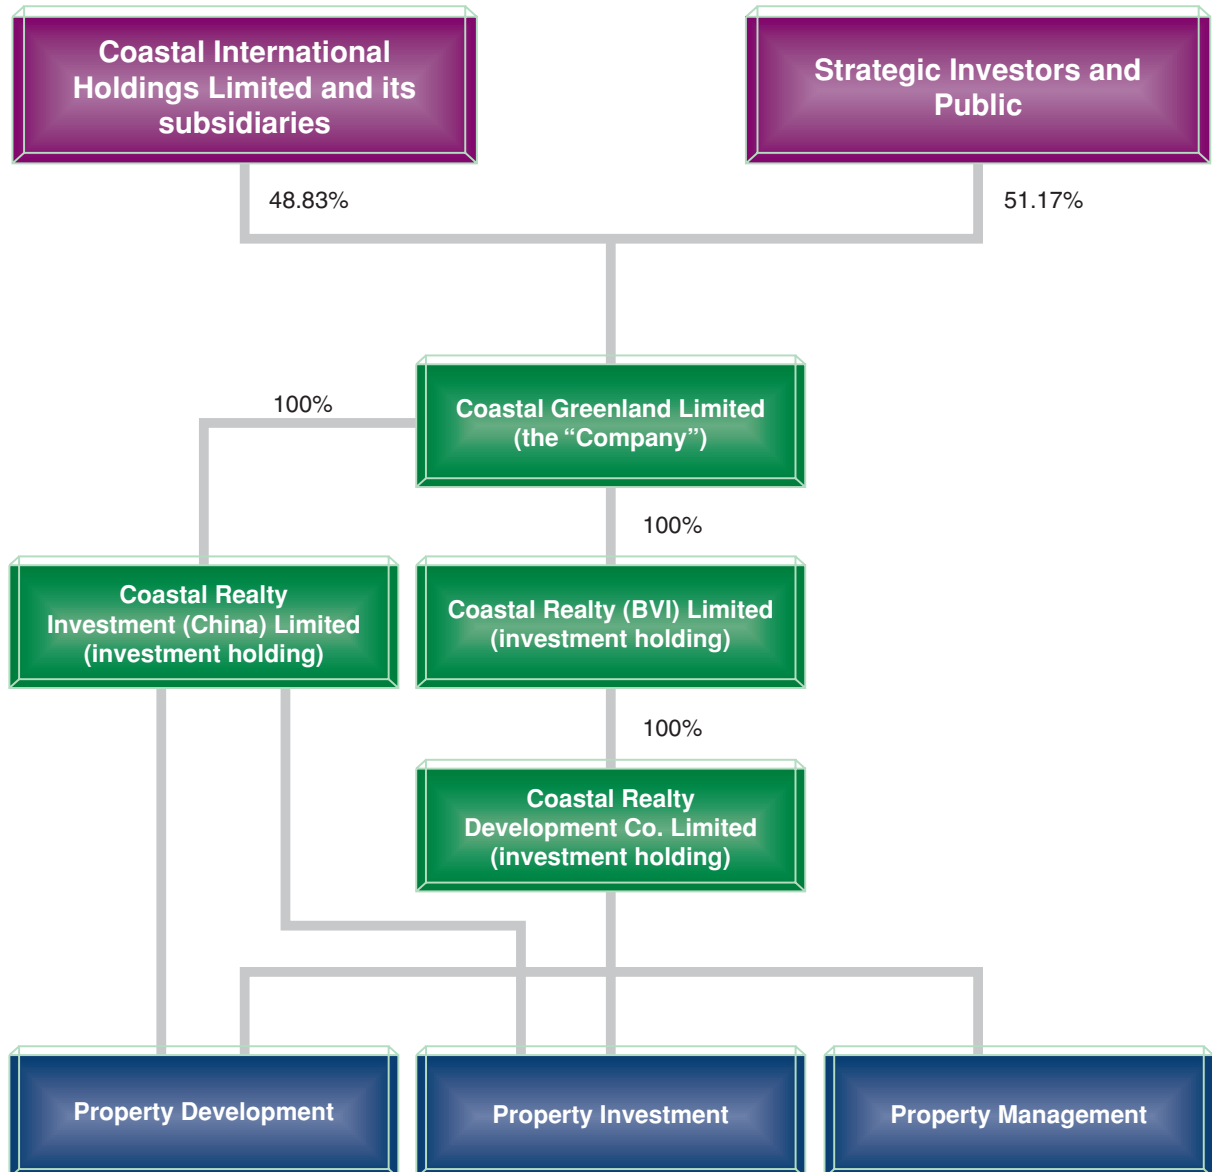 Coastal International
Holdings Limited and its
subsidiaries
Strategic Investors and
Public
48.83%
51.17%
100%
Coastal Greenland Limited
(the “Company”)
100%
Coastal Realty
Investment (China) Limited
(investment holding)
Coastal Realty (BVI) Limited
(investment holding)
100%
Coastal Realty
Development Co. Limited
(investment holding)
Property Development
Property Investment
Property Management